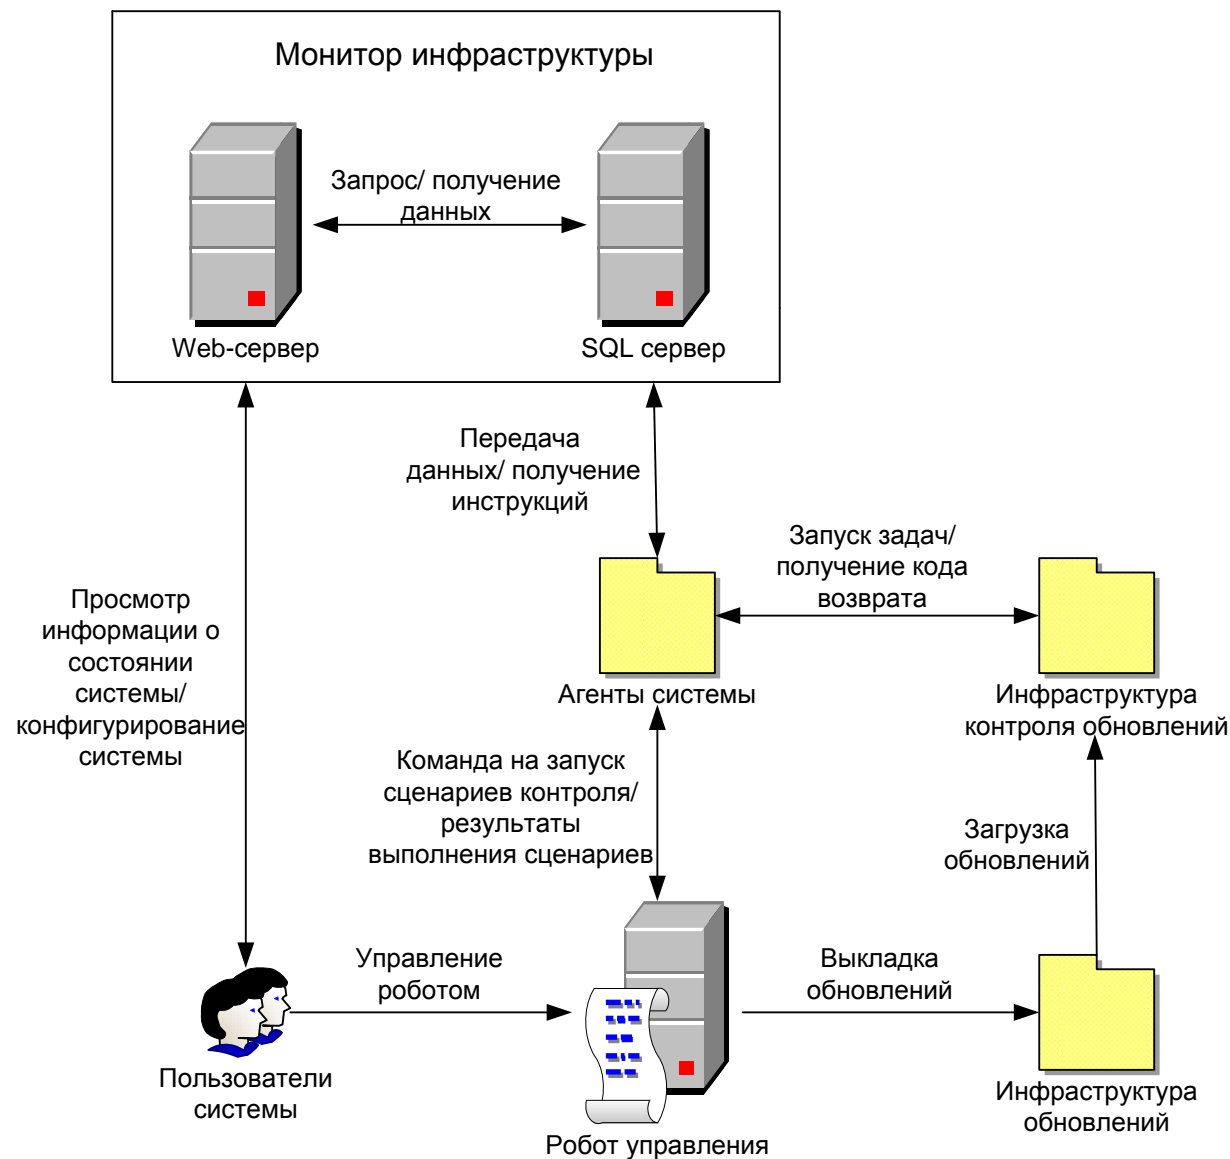 Монитор инфраструктуры
Запрос/ получение
данных
Web-сервер
SQL сервер
Передача
данных/ получение
инструкций
Запуск задач/
получение кода
возврата
Просмотр
информации о
состоянии
системы/
конфигурирование
системы
Агенты системы
Инфраструктура
контроля обновлений
Команда на запуск
сценариев контроля/
результаты
выполнения сценариев
Загрузка
обновлений
Управление
роботом
Выкладка
обновлений
Пользователи
системы
Робот управления
Инфраструктура
обновлений